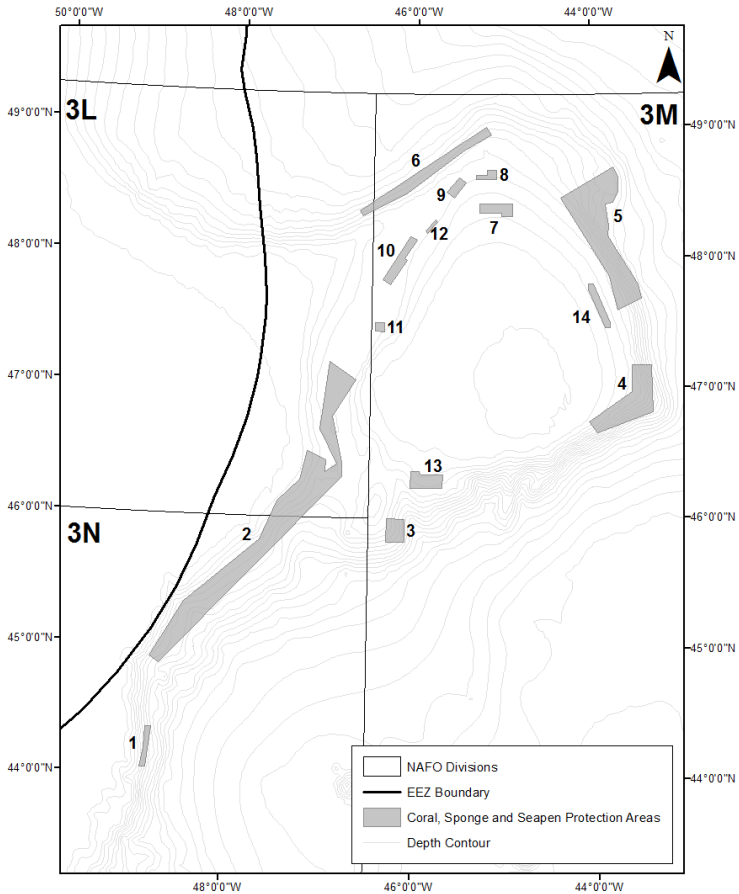 50°0'0"W 48°0'0"W 46°0'0"W 44°0'0"W
N
3L 3M
49°0'0"N 49°0'0"N
6
8
9
5
7
12
48°0'0"N 48°0'0"N
10
14
11
47°0'0"N 47°0'0"N
4
13
46°0'0"N 46°0'0"N
3N
2 3
45°0'0"N 45°0'0"N
1
44°0'0"N 44°0'0"N
NAFO Divisions
EEZ Boundary
Coral, Sponge and Seapen Protection Areas
Depth Contour
48°0'0"W 46°0'0"W 44°0'0"W